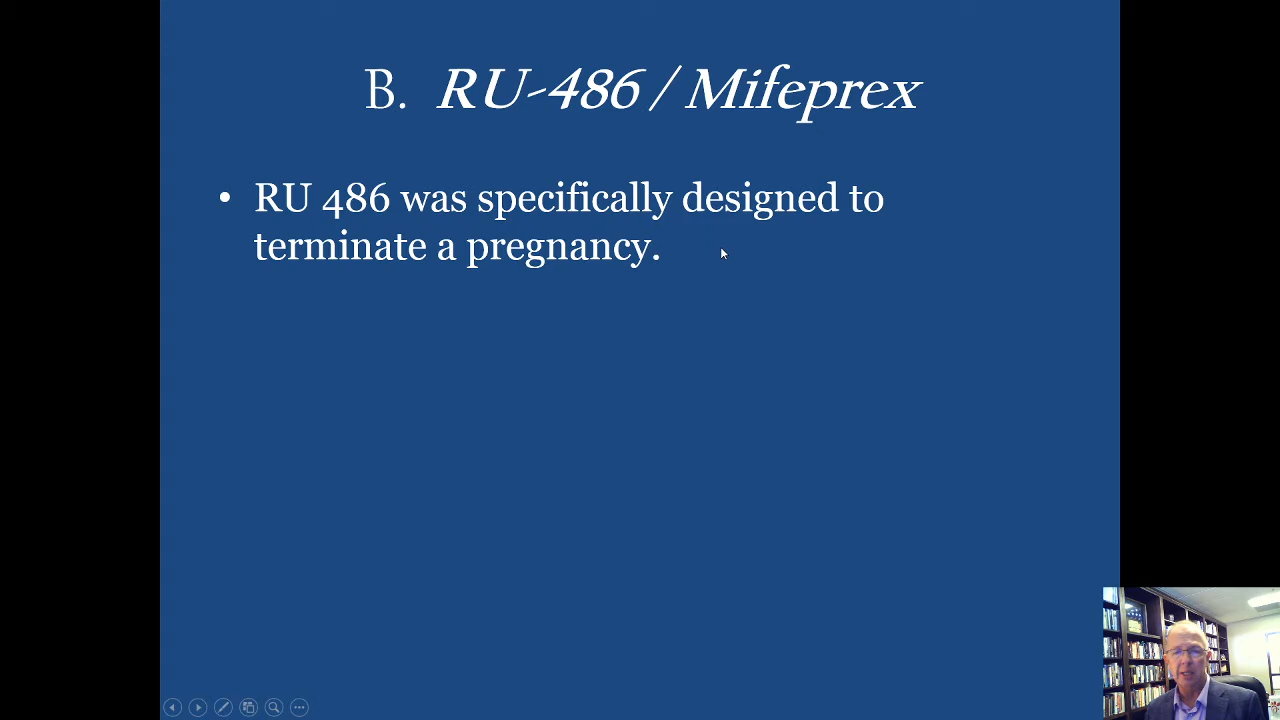 B. RU-486 / Mifeprex
• RU 486 was specifically designed to
terminate a pregnancy.